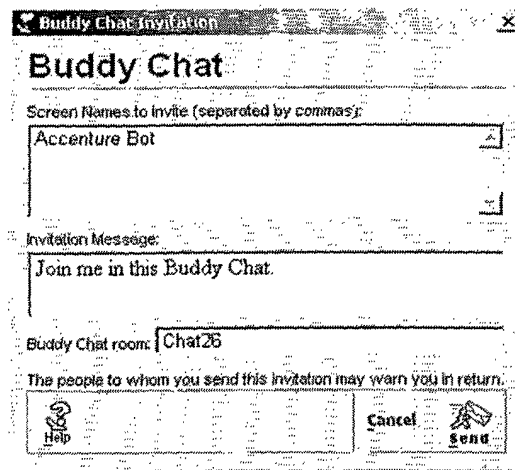 Buddy Chat Invitation
Buddy Chat
Screen Names to Invite (separated by commas):
Accenture Bot
Invitation Message:
Join me in this Buddy Chat.
Buddy Chat room: Chat26
The people to whom you send this invitation may warn you in return.
Help Cancel Send